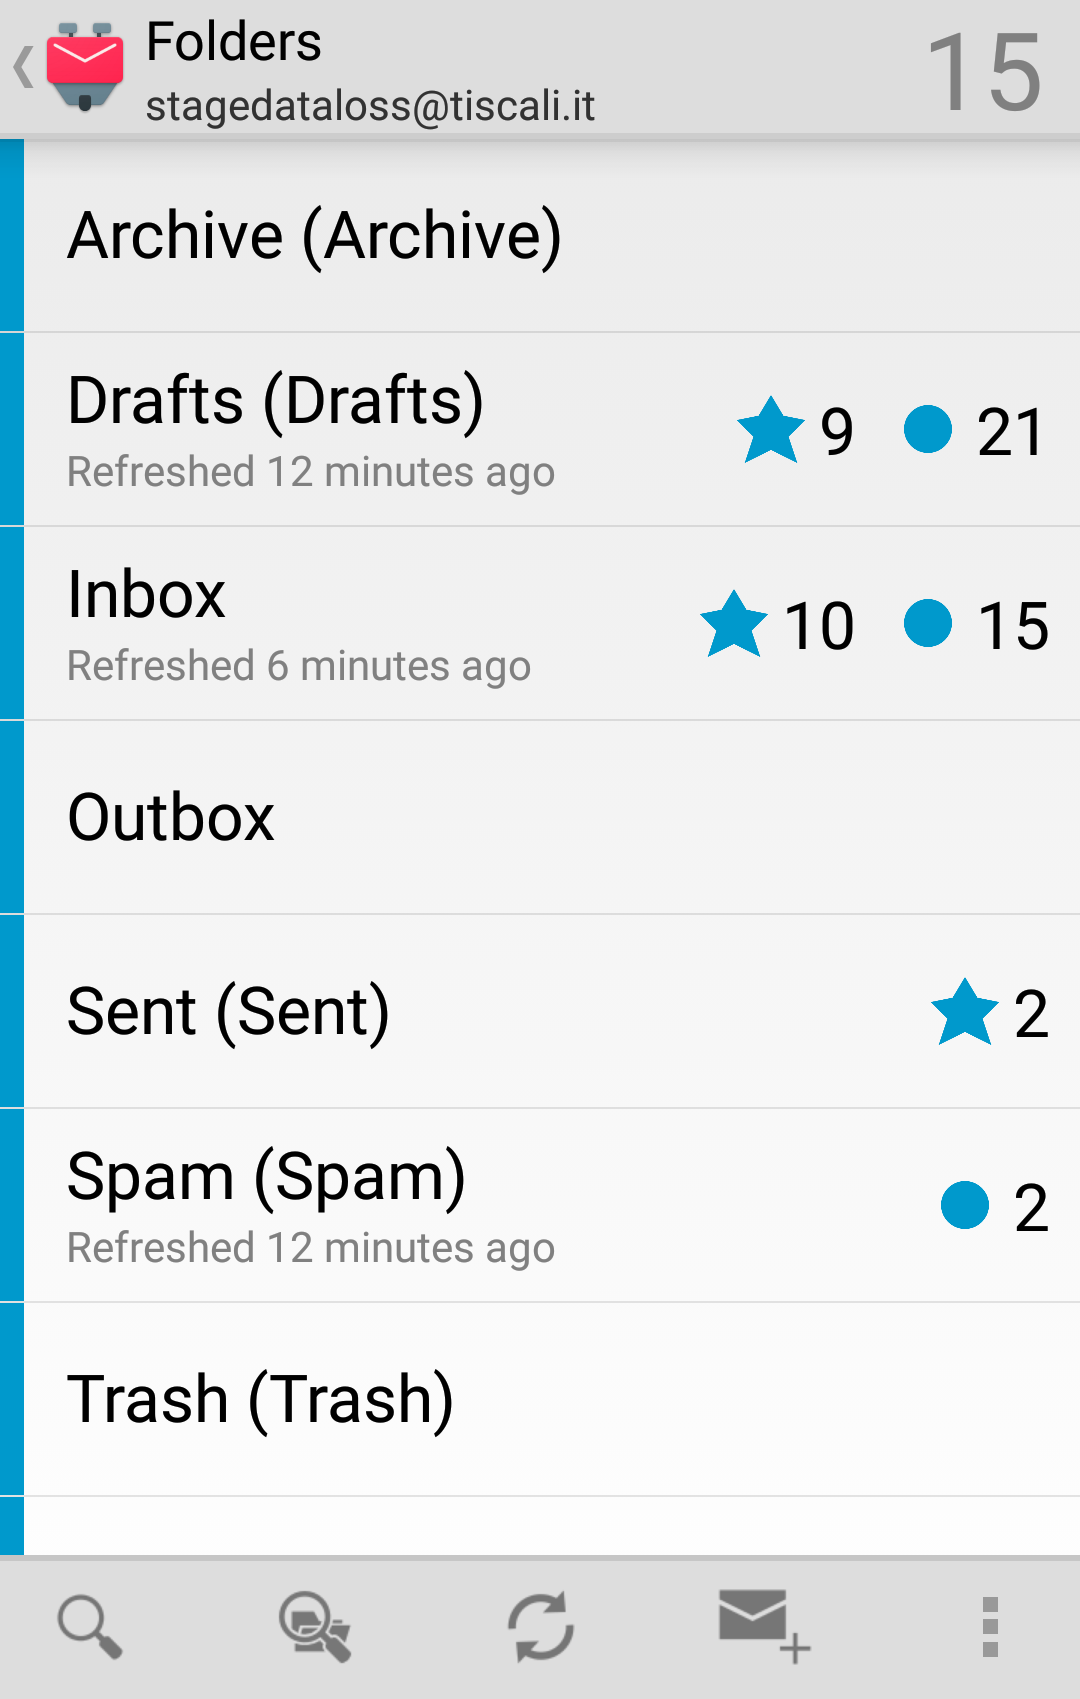 Folders
stagedataloss@tiscali.it
15
Archive (Archive)
Drafts (Drafts)
Refreshed 12 minutes ago
9
21
Inbox
Refreshed 6 minutes ago
10
15
Outbox
Sent (Sent)
2
Spam (Spam)
Refreshed 12 minutes ago
2
Trash (Trash)